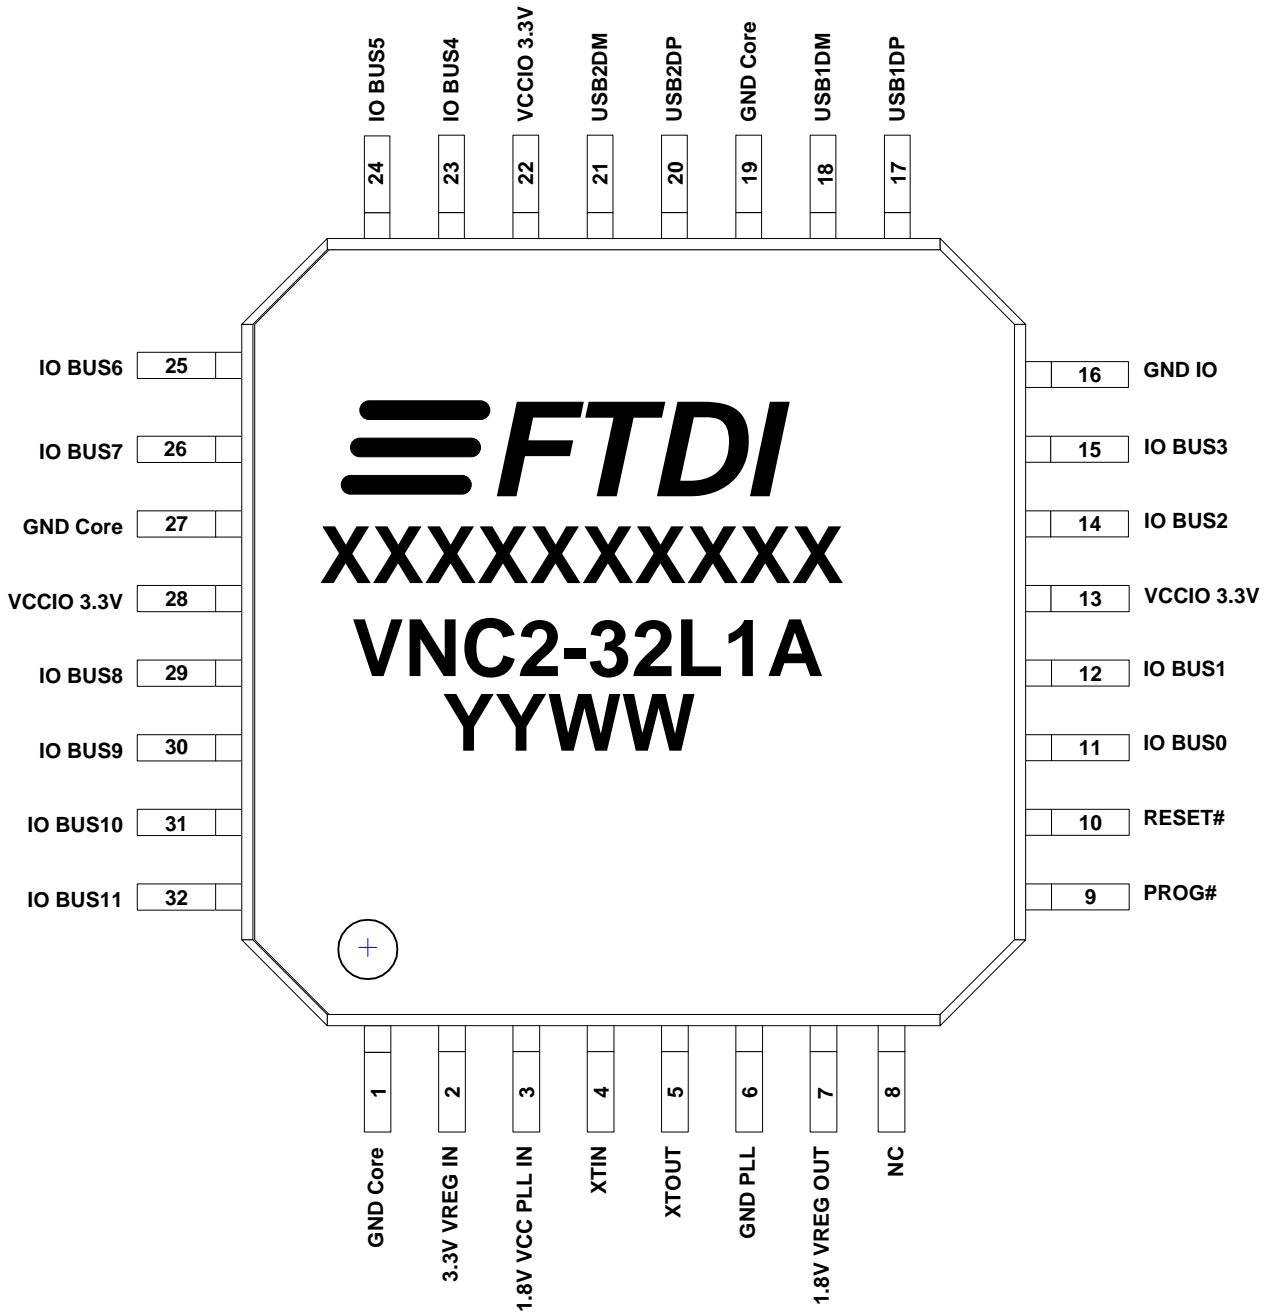 IO BUS5
IO BUS4
VCCIO 3.3V
USB2DM
USB2DP
GND Core
USB1DM
USB1DP
24
23
22
21
20
19
18
17
IO BUS6 25
IO BUS7 26
GND Core 27
VCCIO 3.3V 28
IO BUS8 29
IO BUS9 30
IO BUS10 31
IO BUS11 32
FTDI
XXXXXXXXXX
VNC2-32L1A
YYWW
16 GND IO
15 IO BUS3
14 IO BUS2
13 VCCIO 3.3V
12 IO BUS1
11 IO BUS0
10 RESET#
9 PROG#
1
2
3
4
5
6
7
8
GND Core
3.3V VREG IN
1.8V VCC PLL IN
XTIN
XTOUT
GND PLL
1.8V VREG OUT
NC